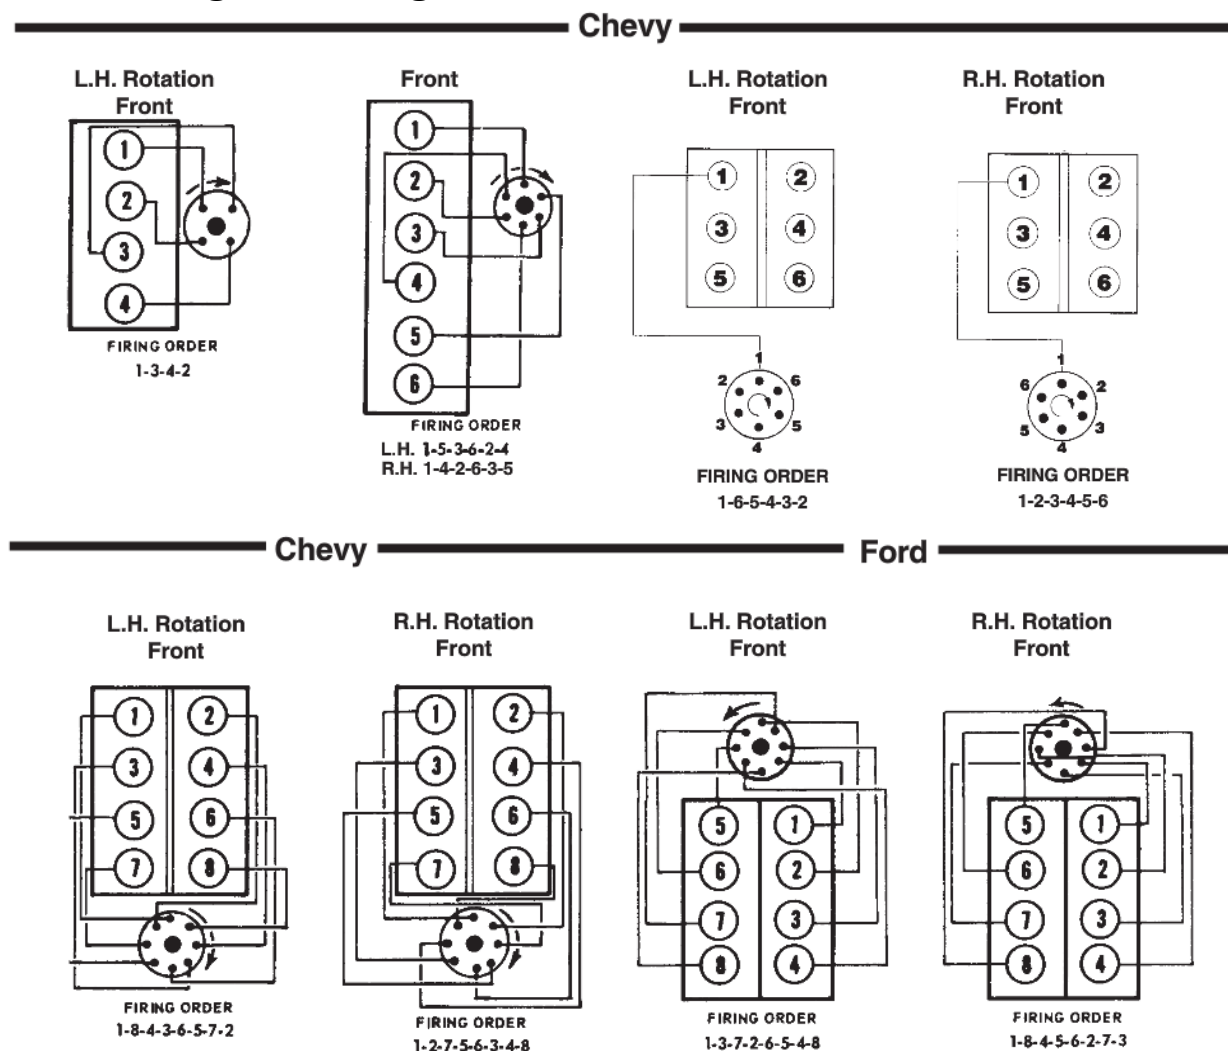 Chevy
L.H. Rotation
Front
1
2
3
4
FIRING ORDER
1-3-4-2
Front
1
2
3
4
5
6
FIRING ORDER
L.H. 1-5-3-6-2-4
R.H. 1-4-2-6-3-5
L.H. Rotation
Front
1 2
3 4
5 6
1
2 6
3 5
4
FIRING ORDER
1-6-5-4-3-2
R.H. Rotation
Front
1 2
3 4
5 6
1
6 2
5 3
4
FIRING ORDER
1-2-3-4-5-6
Chevy
L.H. Rotation
Front
1 2
3 4
5 6
7 8
FIRING ORDER
1-8-4-3-6-5-7-2
R.H. Rotation
Front
1 2
3 4
5 6
7 8
FIRING ORDER
1-2-7-5-6-3-4-8
Ford
L.H. Rotation
Front
5 1
6 2
7 3
8 4
FIRING ORDER
1-3-7-2-6-5-4-8
R.H. Rotation
Front
5 1
6 2
7 3
8 4
FIRING ORDER
1-8-4-5-6-2-7-3